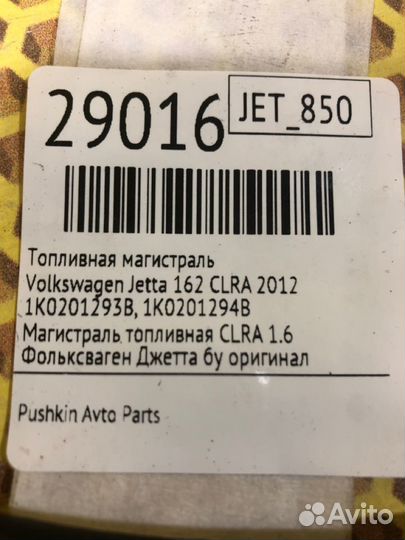 29016
JET_850
Топливная магистраль
Volkswagen Jetta 162 CLRA 2012
1K0201293B, 1K0201294B
Магистраль топливная CLRA 1.6
Фольксваген Джетта бу оригинал
Pushkin Avto Parts
Avito